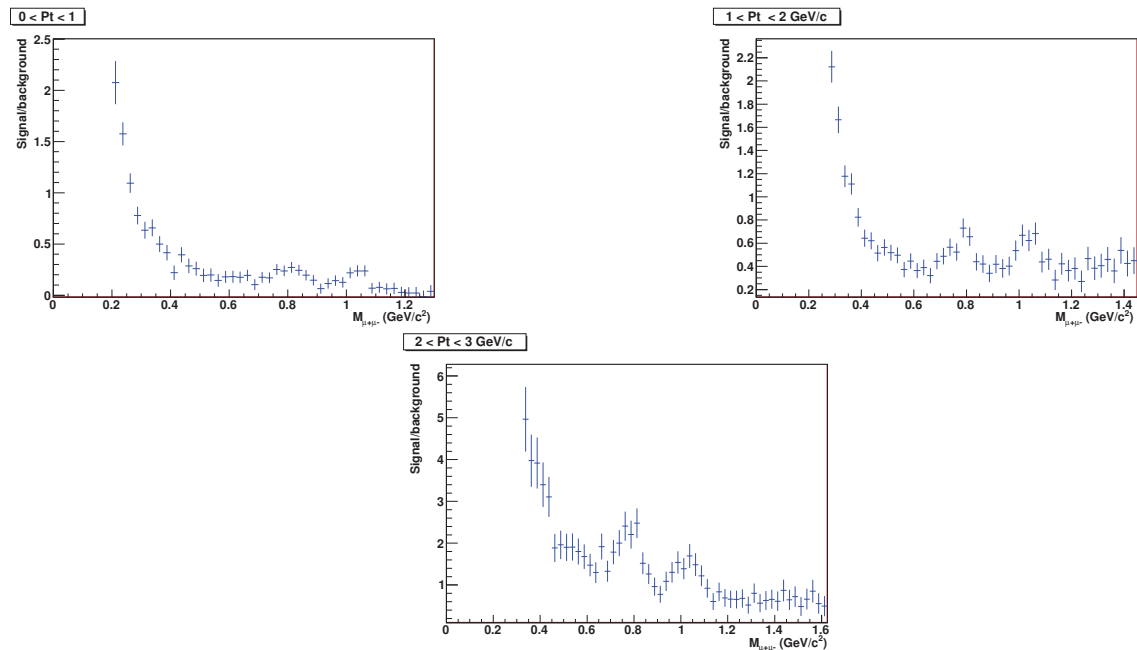 0 < Pt < 1
Signal/background
2.5
2
1.5
1
0.5
0
0 0.2 0.4 0.6 0.8 1 1.2
M μ+μ- (GeV/c²)
1 < Pt < 2 GeV/c
Signal/background
2.2
2
1.8
1.6
1.4
1.2
1
0.8
0.6
0.4
0.2
0 0.2 0.4 0.6 0.8 1 1.2 1.4
M μ+μ- (GeV/c²)
2 < Pt < 3 GeV/c
Signal/background
6
5
4
3
2
1
0 0.2 0.4 0.6 0.8 1 1.2 1.4 1.6
M μ+μ- (GeV/c²)